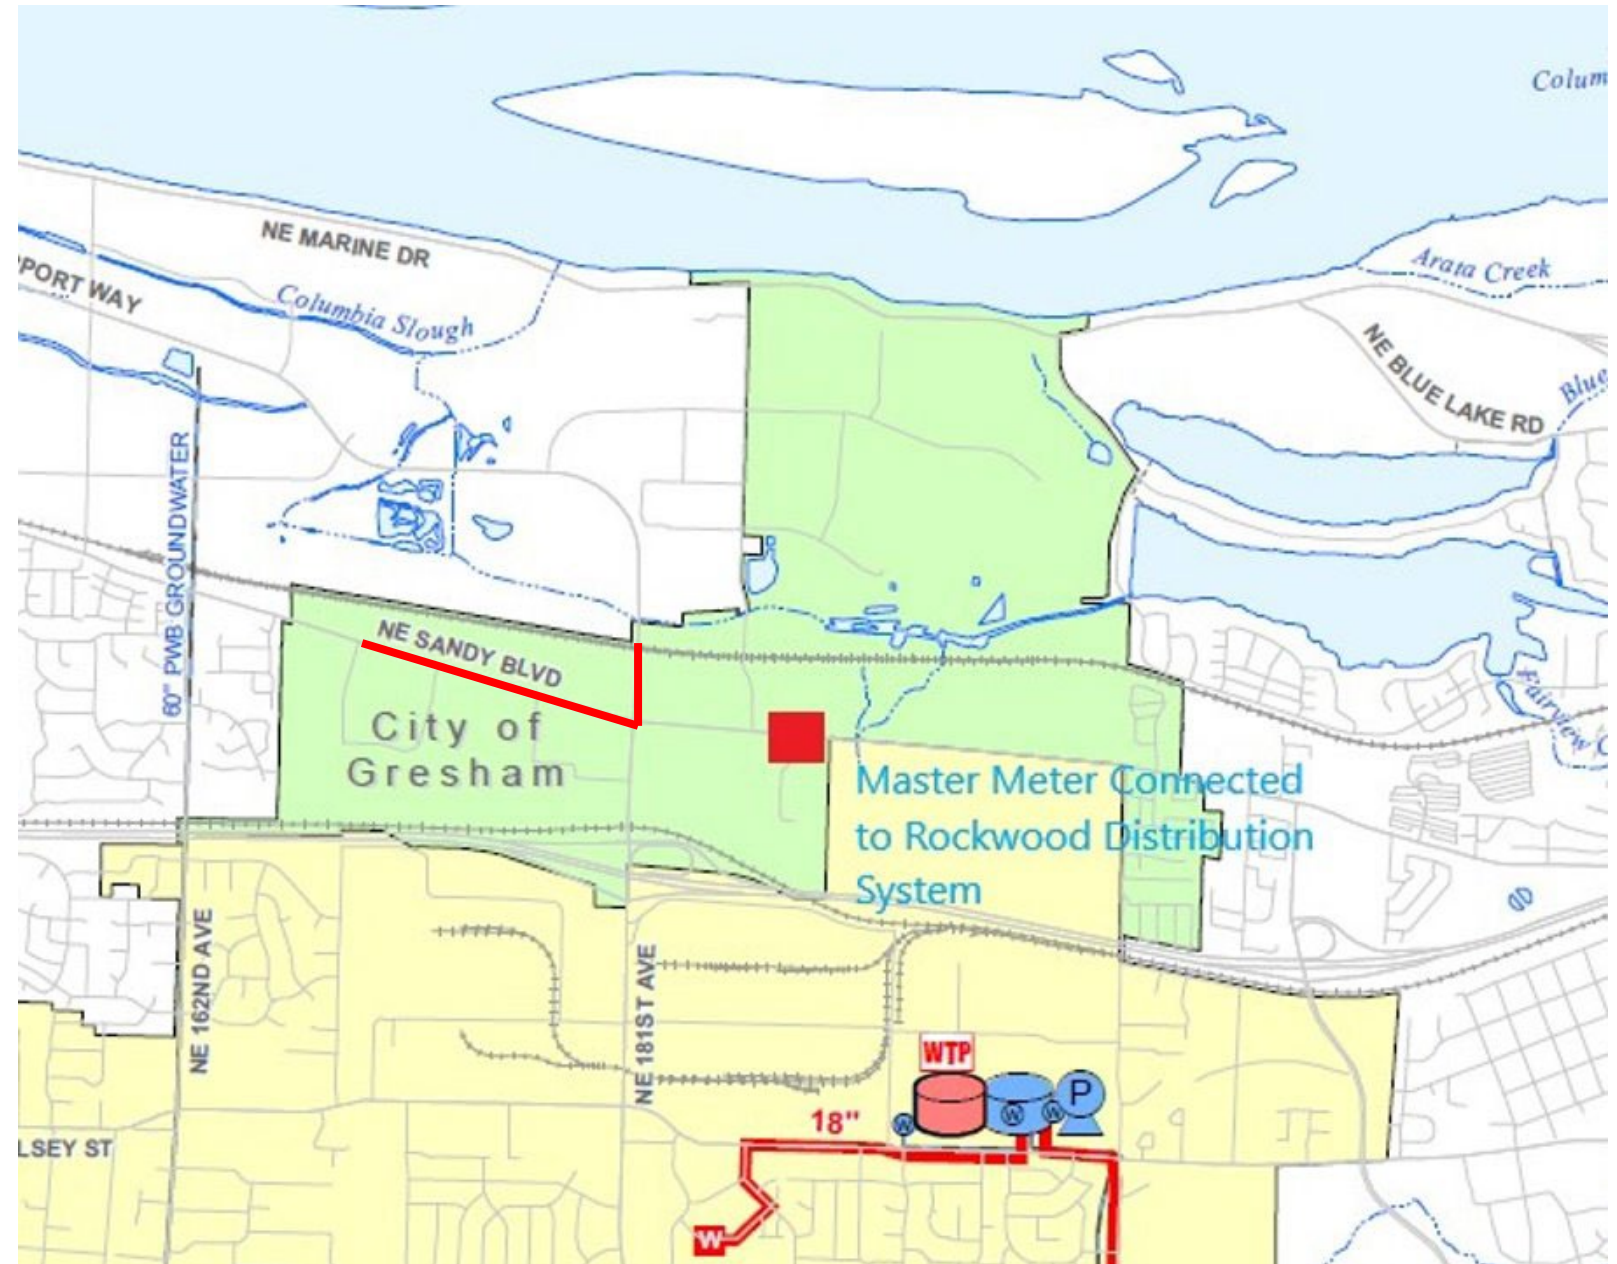 Colum
NE MARINE DR
Arata Creek
PORT WAY
Columbia Slough
NE BLUE LAKE RD
Blue
60" PWB GROUNDWATER
NE SANDY BLVD
Fairview C
City of
Gresham
Master Meter Connected
to Rockwood Distribution
System
NE 162ND AVE
NE 181ST AVE
WTP
P
W
W
W
18"
LSEY ST
W